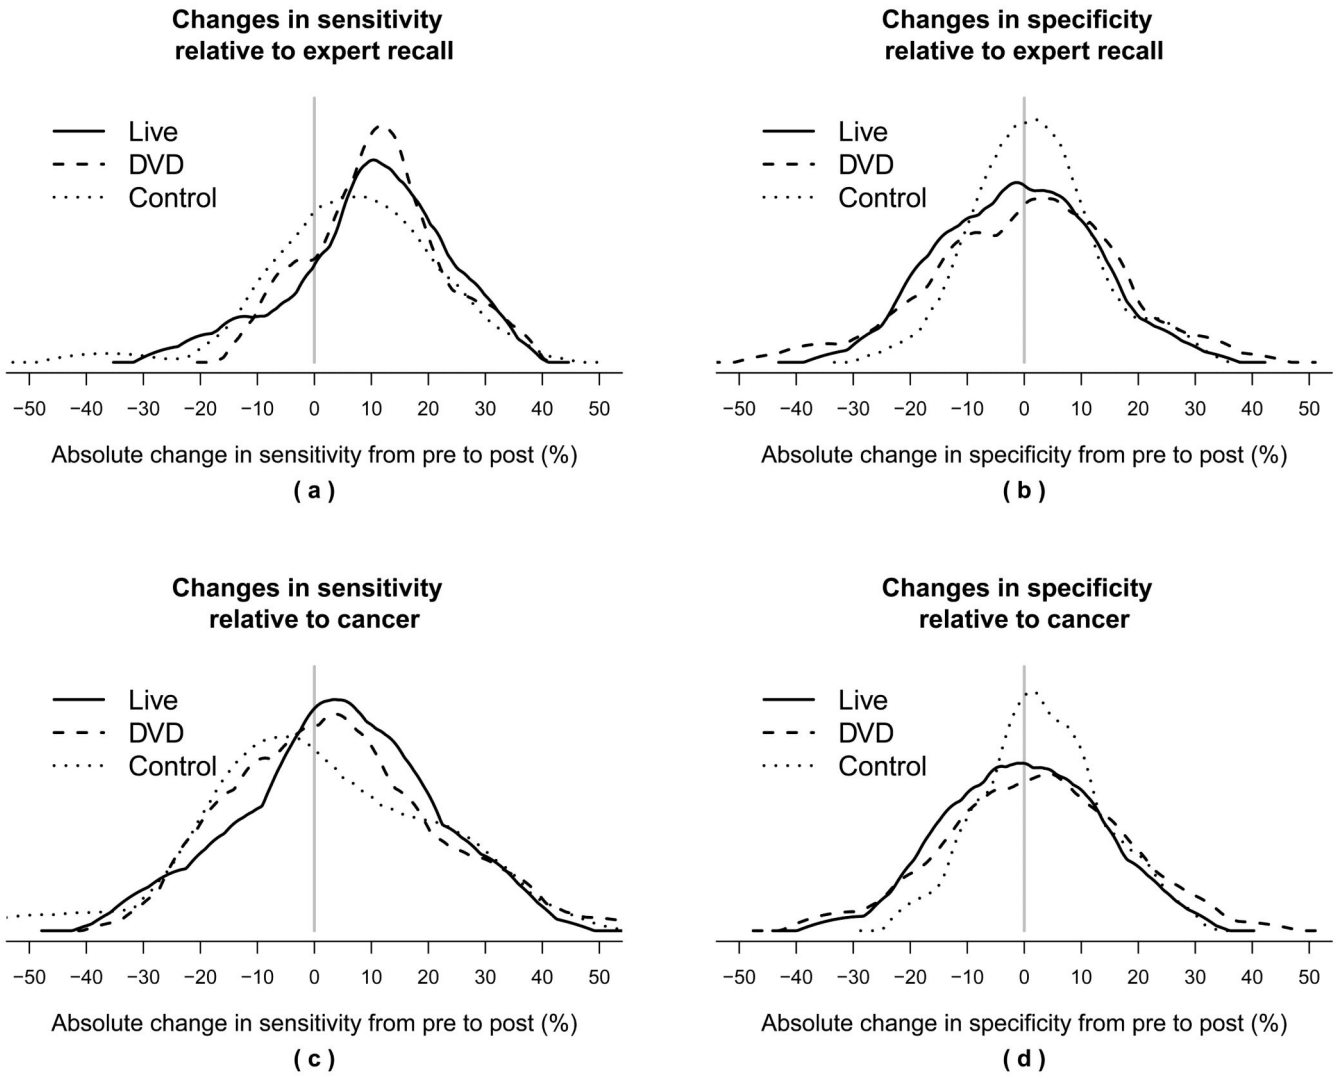 Changes in sensitivity
relative to expert recall
Live
DVD
Control
−50 −40 −30 −20 −10 0 10 20 30 40 50
Absolute change in sensitivity from pre to post (%)
( a )
Changes in specificity
relative to expert recall
Live
DVD
Control
−50 −40 −30 −20 −10 0 10 20 30 40 50
Absolute change in specificity from pre to post (%)
( b )
Changes in sensitivity
relative to cancer
Live
DVD
Control
−50 −40 −30 −20 −10 0 10 20 30 40 50
Absolute change in sensitivity from pre to post (%)
( c )
Changes in specificity
relative to cancer
Live
DVD
Control
−50 −40 −30 −20 −10 0 10 20 30 40 50
Absolute change in specificity from pre to post (%)
( d )